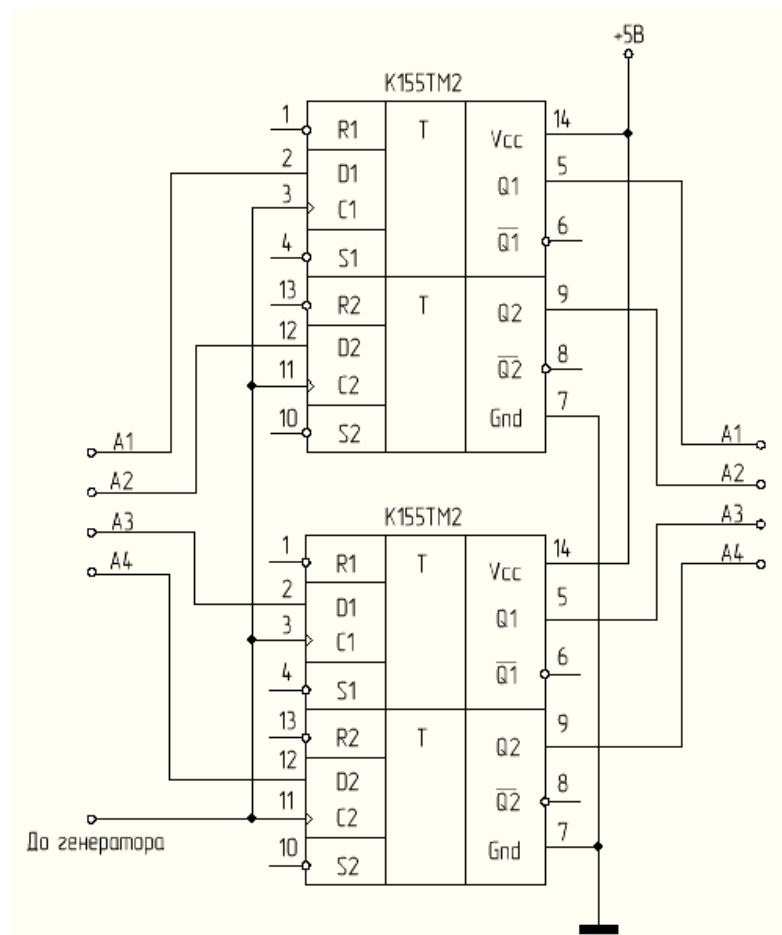 +5В
К155ТМ2
1 R1 T Vcc 14
2 D1 Q1 5
3 C1
4 S1 Q1 6
13 R2 T Q2 9
12 D2
11 C2 Q2 8
10 S2 Gnd 7
A1 A1
A2 A2
A3 A3
A4 A4
К155ТМ2
1 R1 T Vcc 14
2 D1 Q1 5
3 C1
4 S1 Q1 6
13 R2 T Q2 9
12 D2
11 C2 Q2 8
10 S2 Gnd 7
До генератора